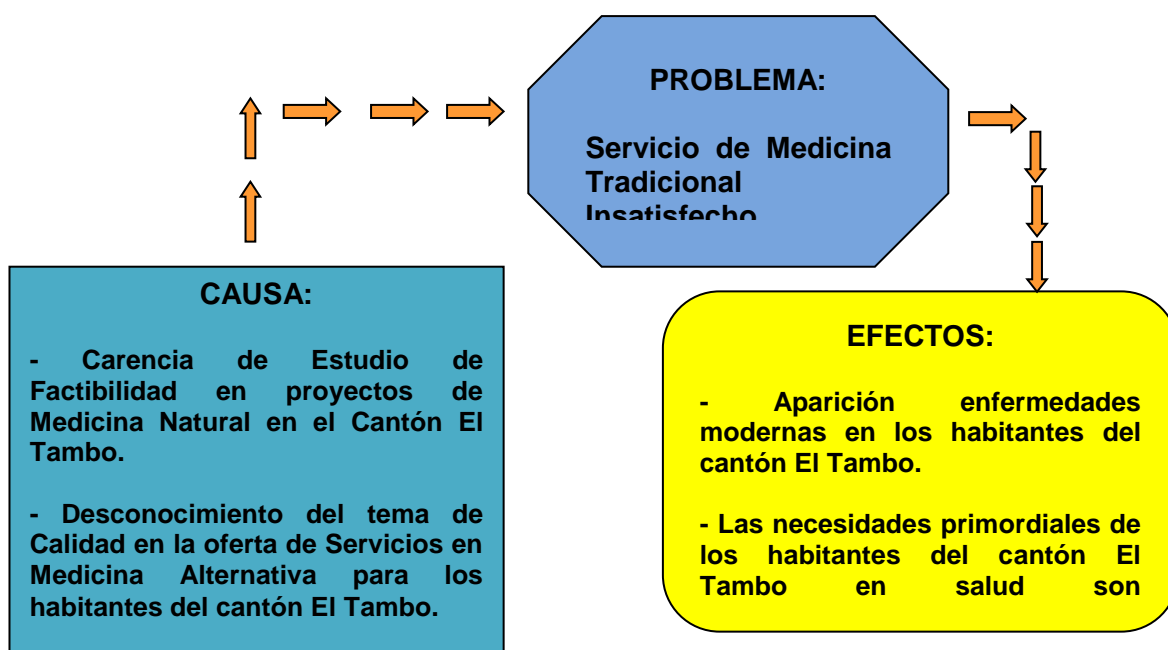 PROBLEMA:
Servicio de Medicina
Tradicional
Insatisfecho
CAUSA:
- Carencia de Estudio de
Factibilidad en proyectos de
Medicina Natural en el Cantón El
Tambo.
- Desconocimiento del tema de
Calidad en la oferta de Servicios en
Medicina Alternativa para los
habitantes del cantón El Tambo.
EFECTOS:
- Aparición enfermedades
modernas en los habitantes del
cantón El Tambo.
- Las necesidades primordiales de
los habitantes del cantón El
Tambo en salud son